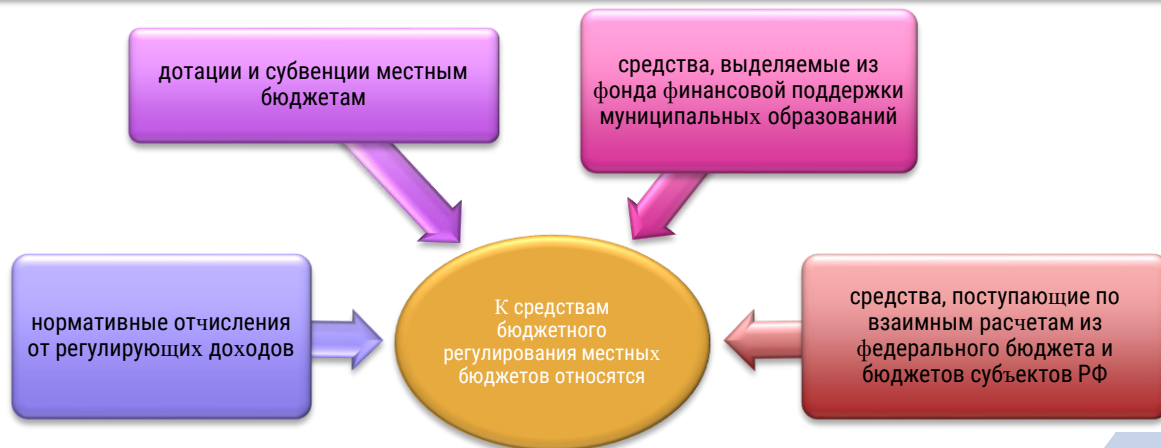 дотации и субвенции местным
бюджетам
средства, выделяемые из
фонда финансовой поддержки
муниципальных образований
нормативные отчисления
от регулирующих доходов
К средствам
бюджетного
регулирования местных
бюджетов относятся
средства, поступающие по
взаимным расчетам из
федерального бюджета и
бюджетов субъектов РФ